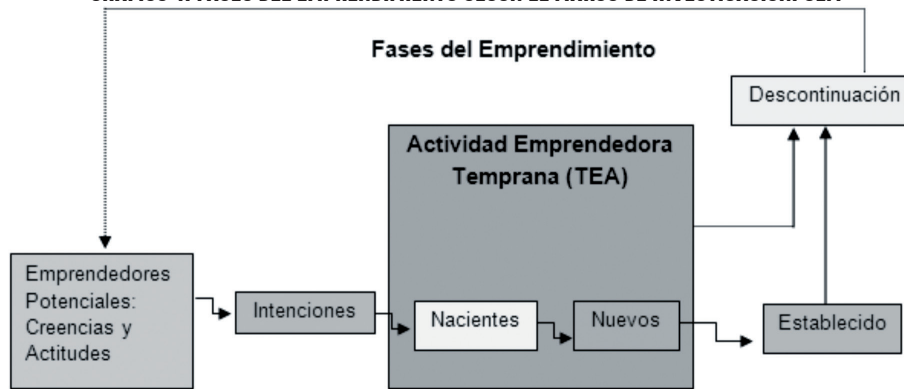 Fases del Emprendimiento
Descontinuación
Actividad Emprendedora
Temprana (TEA)
Emprendedores
Potenciales:
Creencias y
Actitudes
Intenciones
Nacientes
Nuevos
Establecido